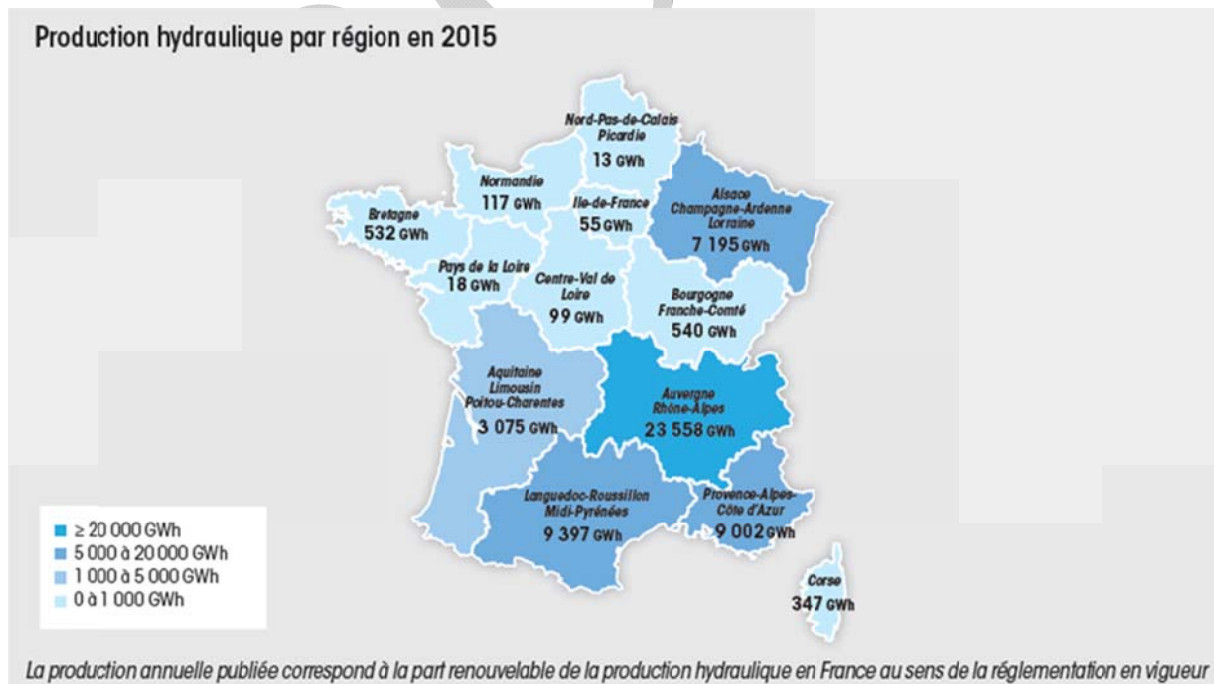 Production hydraulique par région en 2015
Nord-Pas-de-Calais
Picardie
13 GWh
Normandie
117 GWh
Ile-de-France
55 GWh
Alsace
Champagne-Ardenne
Lorraine
7 195 GWh
Bretagne
532 GWh
Pays de la Loire
18 GWh
Centre-Val de
Loire
99 GWh
Bourgogne
Franche-Comté
540 GWh
Aquitaine
Limousin
Poitou-Charentes
3 075 GWh
Auvergne
Rhône-Alpes
23 558 GWh
Languedoc-Roussillon
Midi-Pyrénées
9 397 GWh
Provence-Alpes-
Côte d'Azur
9 002 GWh
Corse
347 GWh
≥ 20 000 GWh
5 000 à 20 000 GWh
1 000 à 5 000 GWh
0 à 1 000 GWh
La production annuelle publiée correspond à la part renouvelable de la production hydraulique en France au sens de la réglementation en vigueur